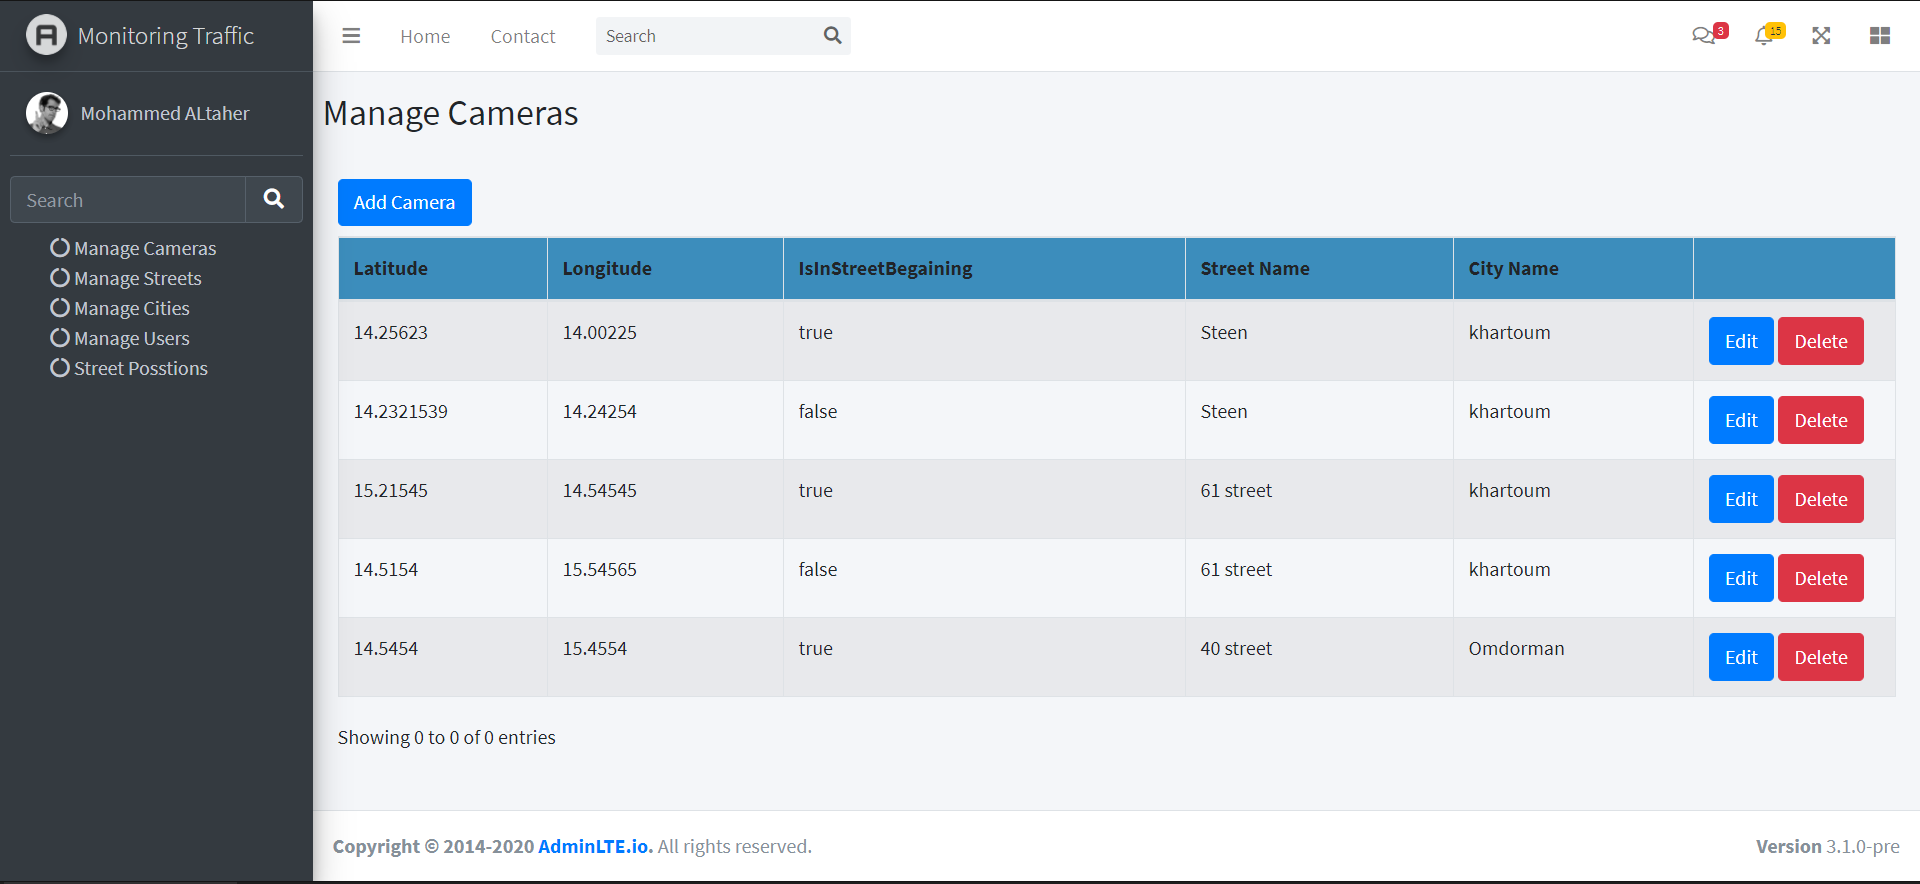 Monitoring Traffic
Home Contact Search 3 15
Mohammed ALtaher
Manage Cameras
Search
Manage Cameras
Manage Streets
Manage Cities
Manage Users
Street Posstions
Add Camera
Latitude Longitude IsInStreetBegaining Street Name City Name
14.25623 14.00225 true Steen khartoum Edit Delete
14.2321539 14.24254 false Steen khartoum Edit Delete
15.21545 14.54545 true 61 street khartoum Edit Delete
14.5154 15.54565 false 61 street khartoum Edit Delete
14.5454 15.4554 true 40 street Omdorman Edit Delete
Showing 0 to 0 of 0 entries
Copyright © 2014-2020 AdminLTE.io. All rights reserved. Version 3.1.0-pre